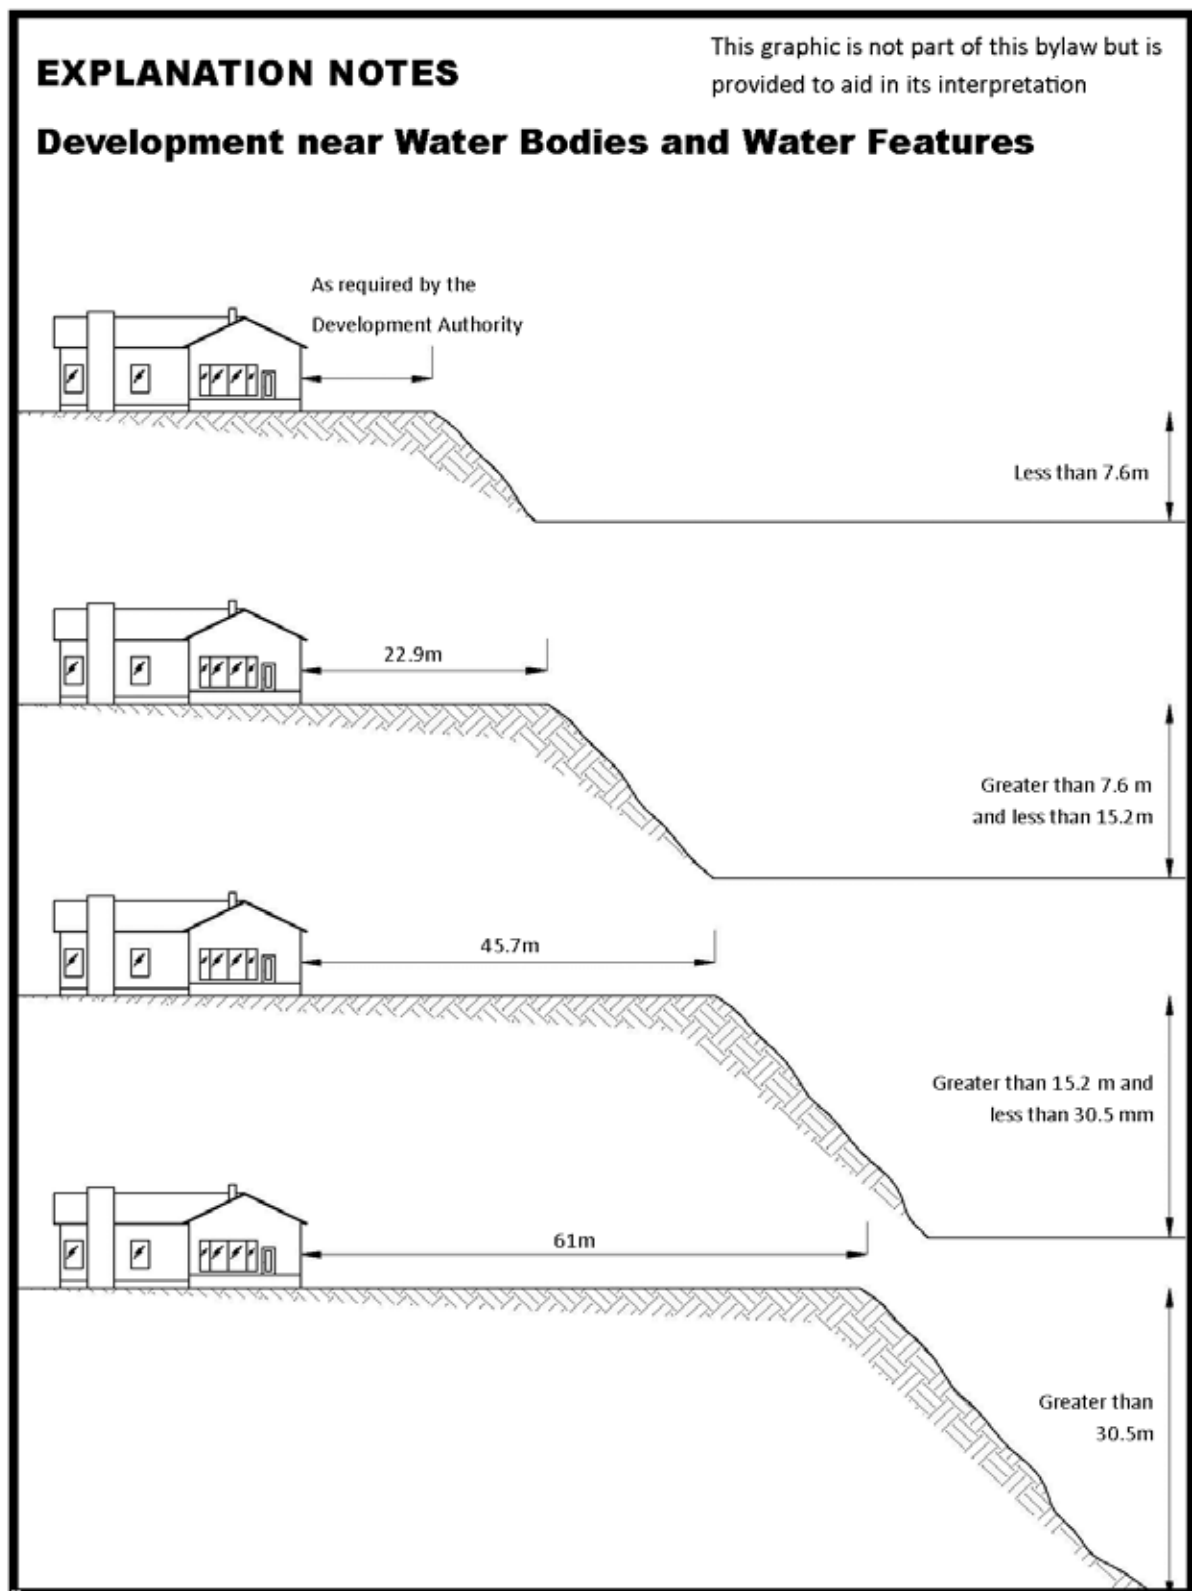 EXPLANATION NOTES
This graphic is not part of this bylaw but is
provided to aid in its interpretation
Development near Water Bodies and Water Features
As required by the
Development Authority
Less than 7.6m
22.9m
Greater than 7.6 m
and less than 15.2m
45.7m
Greater than 15.2 m and
less than 30.5 mm
61m
Greater than
30.5m